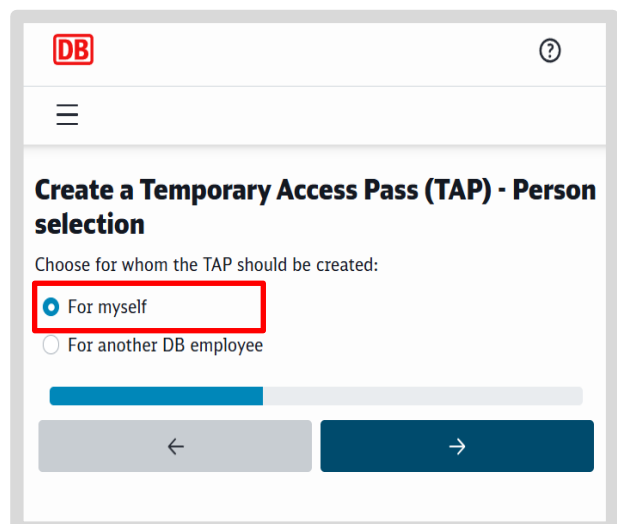 DB
Create a Temporary Access Pass (TAP) - Person
selection
Choose for whom the TAP should be created:
For myself
For another DB employee